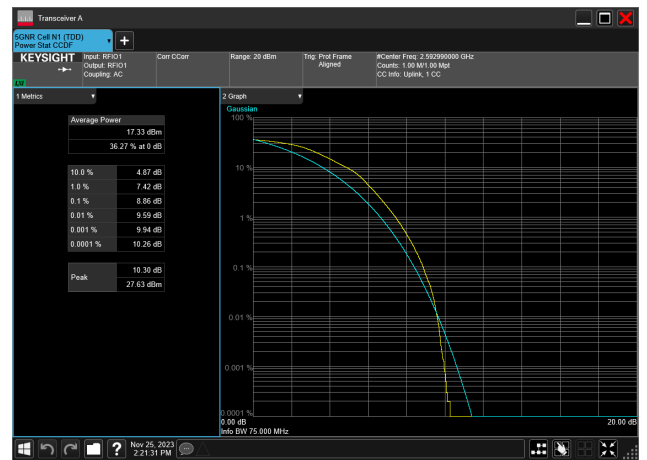 Transceiver A
5GNR Cell N1 (TDD)
Power Stat CCDF
KEYSIGHT
LXI
Input: RFIO1
Output: RFIO1
Coupling: AC
Corr CCorr
Range: 20 dBm
Trig: Prot Frame
Aligned
#Center Freq: 2.592990000 GHz
Counts: 1.00 M/1.00 Mpt
CC Info: Uplink, 1 CC
1 Metrics
Average Power
17.33 dBm
36.27 % at 0 dB
10.0 % 4.87 dB
1.0 % 7.42 dB
0.1 % 8.86 dB
0.01 % 9.59 dB
0.001 % 9.94 dB
0.0001 % 10.26 dB
Peak
10.30 dB
27.63 dBm
2 Graph
Gaussian
100 %
10 %
1 %
0.1 %
0.01 %
0.001 %
0.0001 %
0.00 dB
20.00 dB
Info BW 75.000 MHz
Nov 25, 2023
2:21:31 PM